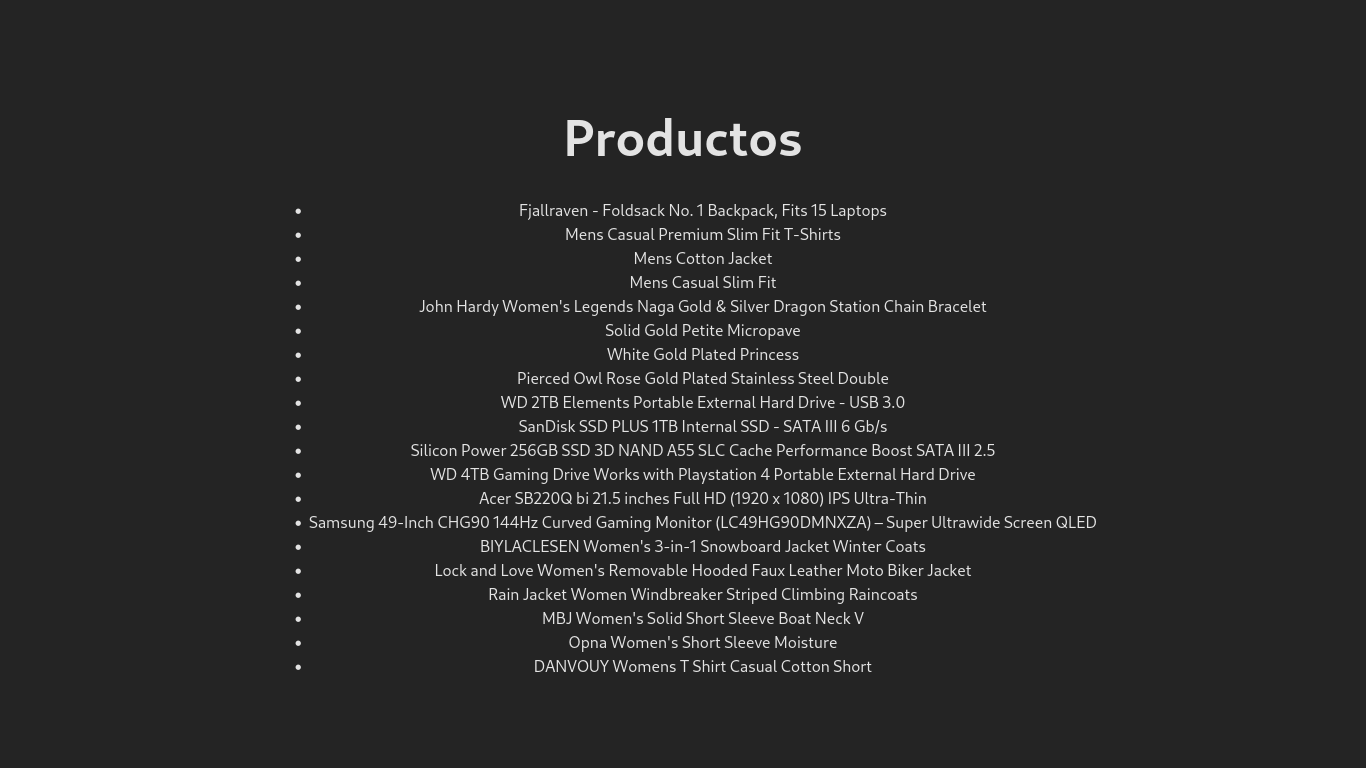 Productos
Fjallraven - Foldsack No. 1 Backpack, Fits 15 Laptops
Mens Casual Premium Slim Fit T-Shirts
Mens Cotton Jacket
Mens Casual Slim Fit
John Hardy Women's Legends Naga Gold & Silver Dragon Station Chain Bracelet
Solid Gold Petite Micropave
White Gold Plated Princess
Pierced Owl Rose Gold Plated Stainless Steel Double
WD 2TB Elements Portable External Hard Drive - USB 3.0
SanDisk SSD PLUS 1TB Internal SSD - SATA III 6 Gb/s
Silicon Power 256GB SSD 3D NAND A55 SLC Cache Performance Boost SATA III 2.5
WD 4TB Gaming Drive Works with Playstation 4 Portable External Hard Drive
Acer SB220Q bi 21.5 inches Full HD (1920 x 1080) IPS Ultra-Thin
Samsung 49-Inch CHG90 144Hz Curved Gaming Monitor (LC49HG90DMNXZA) – Super Ultrawide Screen QLED
BIYLACLESEN Women's 3-in-1 Snowboard Jacket Winter Coats
Lock and Love Women's Removable Hooded Faux Leather Moto Biker Jacket
Rain Jacket Women Windbreaker Striped Climbing Raincoats
MBJ Women's Solid Short Sleeve Boat Neck V
Opna Women's Short Sleeve Moisture
DANVOUY Womens T Shirt Casual Cotton Short